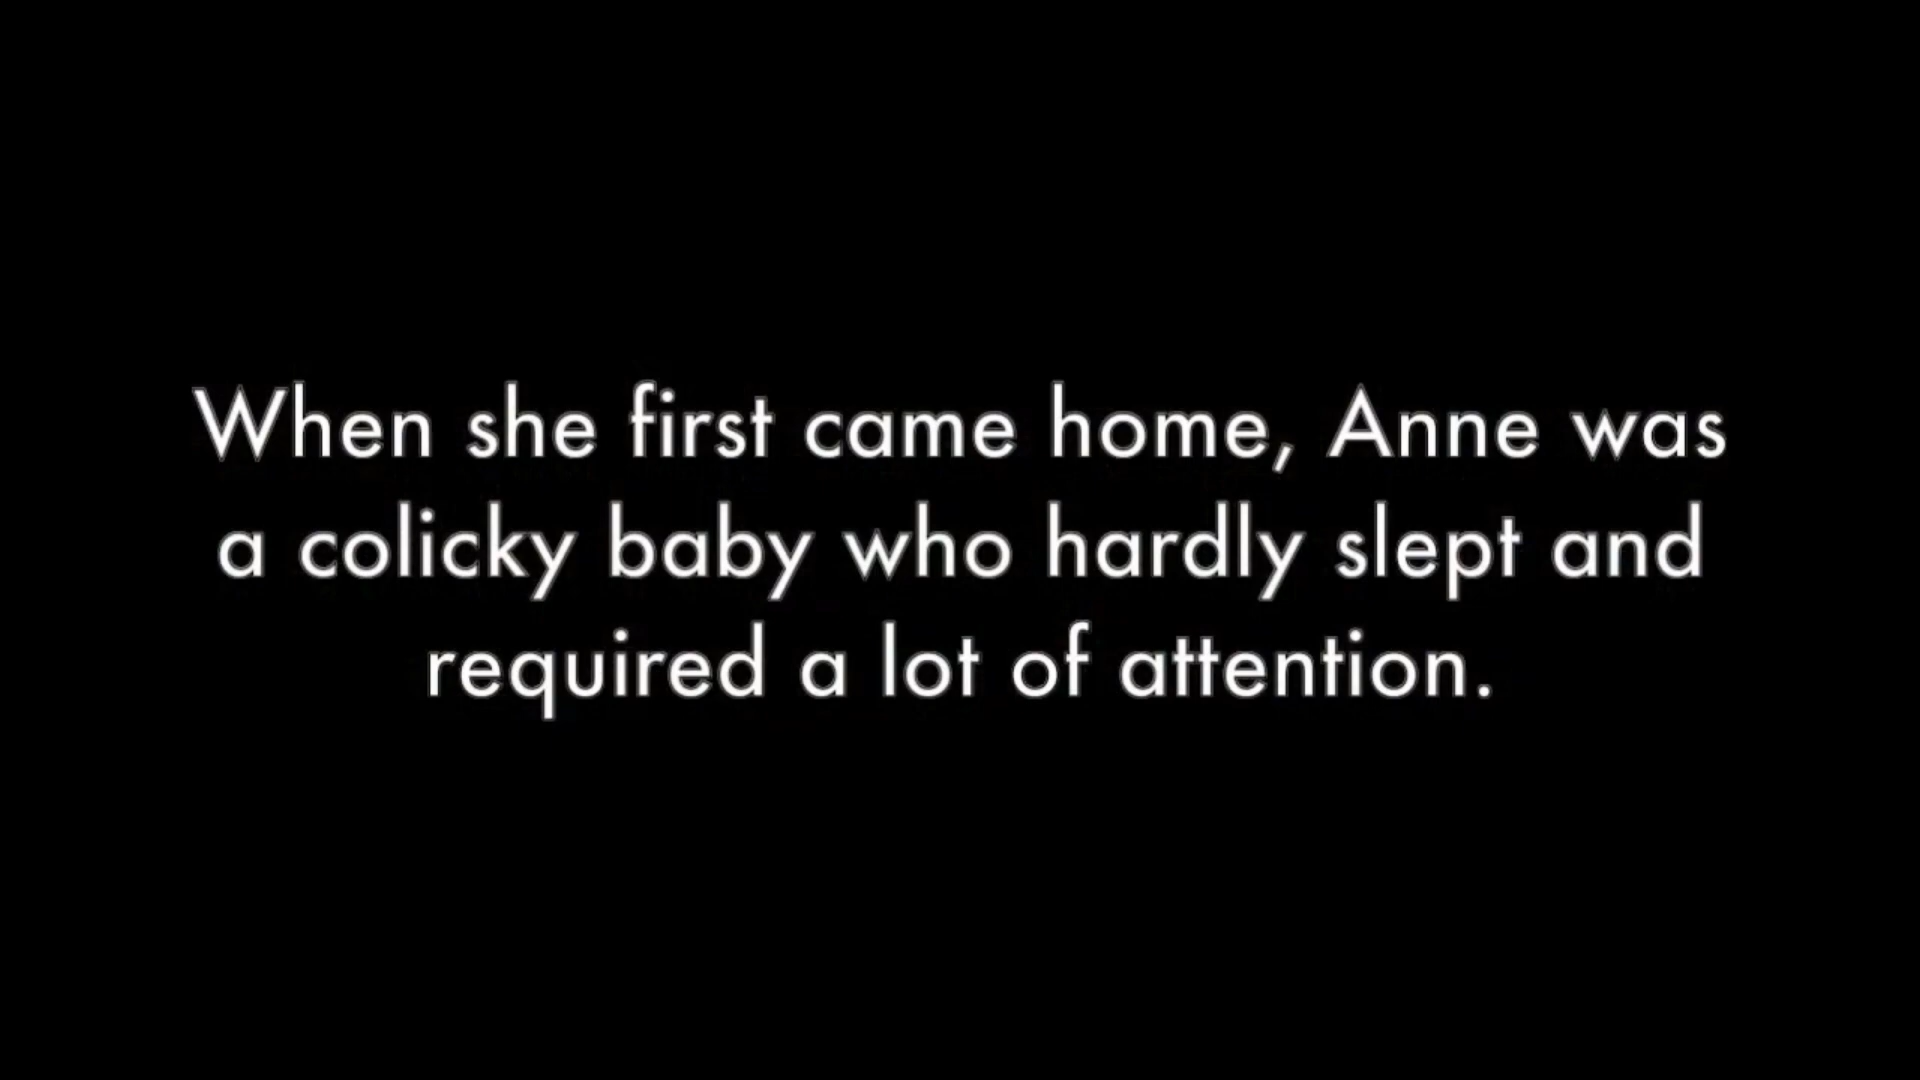 When she first came home, Anne was
a colicky baby who hardly slept and
required a lot of attention.